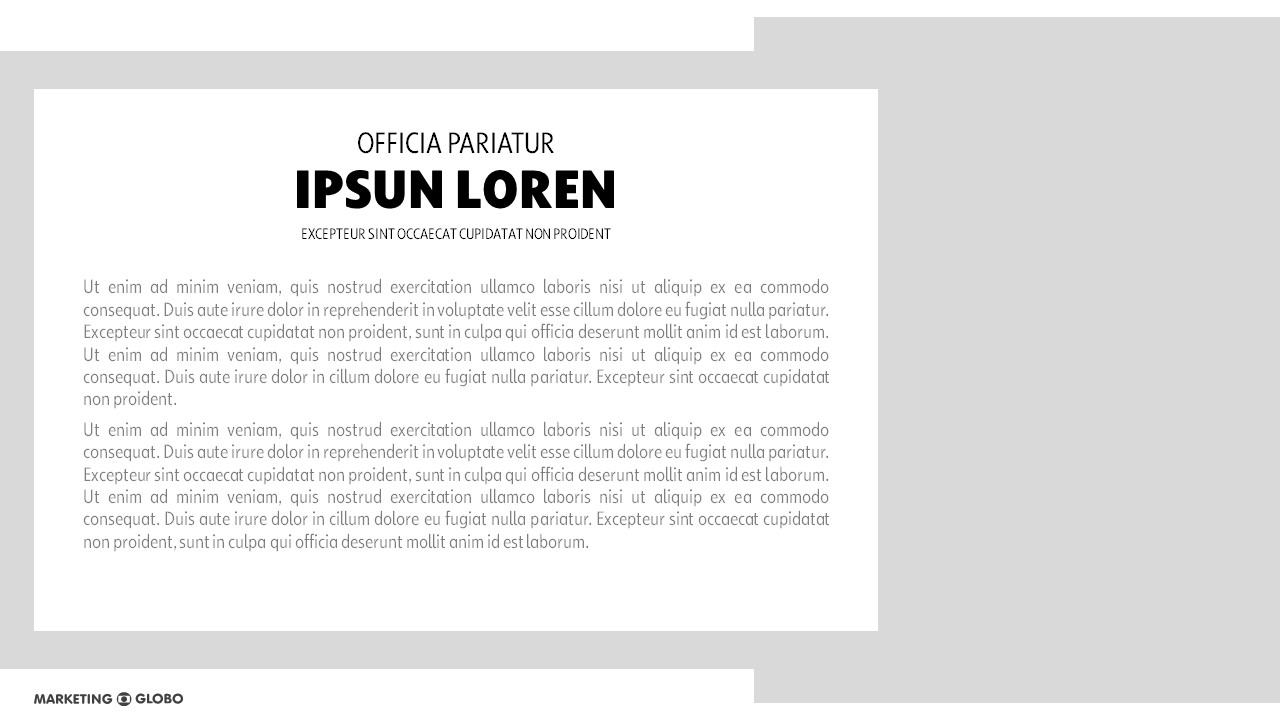 OFFICIA PARIATUR
IPSUN LOREN
EXCEPTEUR SINT OCCAECAT CUPIDATAT NON PROIDENT
Ut enim ad minim veniam, quis nostrud exercitation ullamco laboris nisi ut aliquip ex ea commodo
consequat. Duis aute irure dolor in reprehenderit in voluptate velit esse cillum dolore eu fugiat nulla pariatur.
Excepteur sint occaecat cupidatat non proident, sunt in culpa qui officia deserunt mollit anim id est laborum.
Ut enim ad minim veniam, quis nostrud exercitation ullamco laboris nisi ut aliquip ex ea commodo
consequat. Duis aute irure dolor in cillum dolore eu fugiat nulla pariatur. Excepteur sint occaecat cupidatat
non proident.
Ut enim ad minim veniam, quis nostrud exercitation ullamco laboris nisi ut aliquip ex ea commodo
consequat. Duis aute irure dolor in reprehenderit in voluptate velit esse cillum dolore eu fugiat nulla pariatur.
Excepteur sint occaecat cupidatat non proident, sunt in culpa qui officia deserunt mollit anim id est laborum.
Ut enim ad minim veniam, quis nostrud exercitation ullamco laboris nisi ut aliquip ex ea commodo
consequat. Duis aute irure dolor in cillum dolore eu fugiat nulla pariatur. Excepteur sint occaecat cupidatat
non proident, sunt in culpa qui officia deserunt mollit anim id est laborum.
MARKETING GLOBO